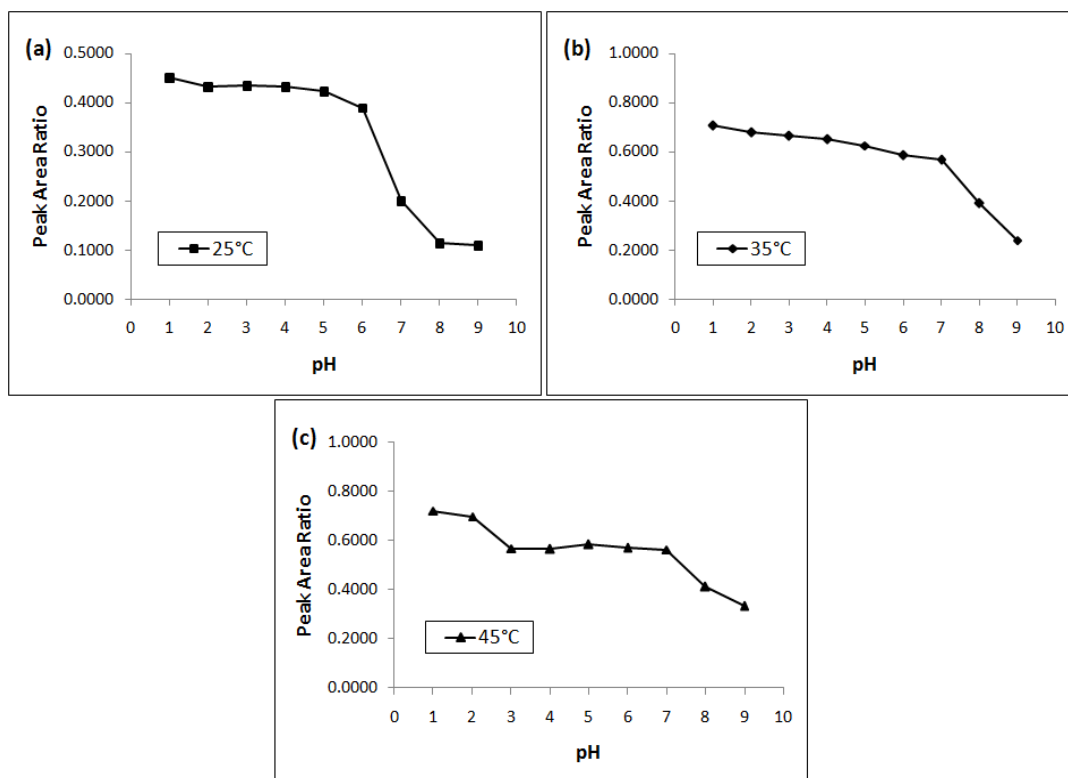 (a)
Peak Area Ratio
0.5000
0.4000
0.3000
0.2000
0.1000
0.0000
25°C
0 1 2 3 4 5 6 7 8 9 10
pH
(b)
Peak Area Ratio
1.0000
0.8000
0.6000
0.4000
0.2000
0.0000
35°C
0 1 2 3 4 5 6 7 8 9 10
pH
(c)
Peak Area Ratio
1.0000
0.8000
0.6000
0.4000
0.2000
0.0000
45°C
0 1 2 3 4 5 6 7 8 9 10
pH